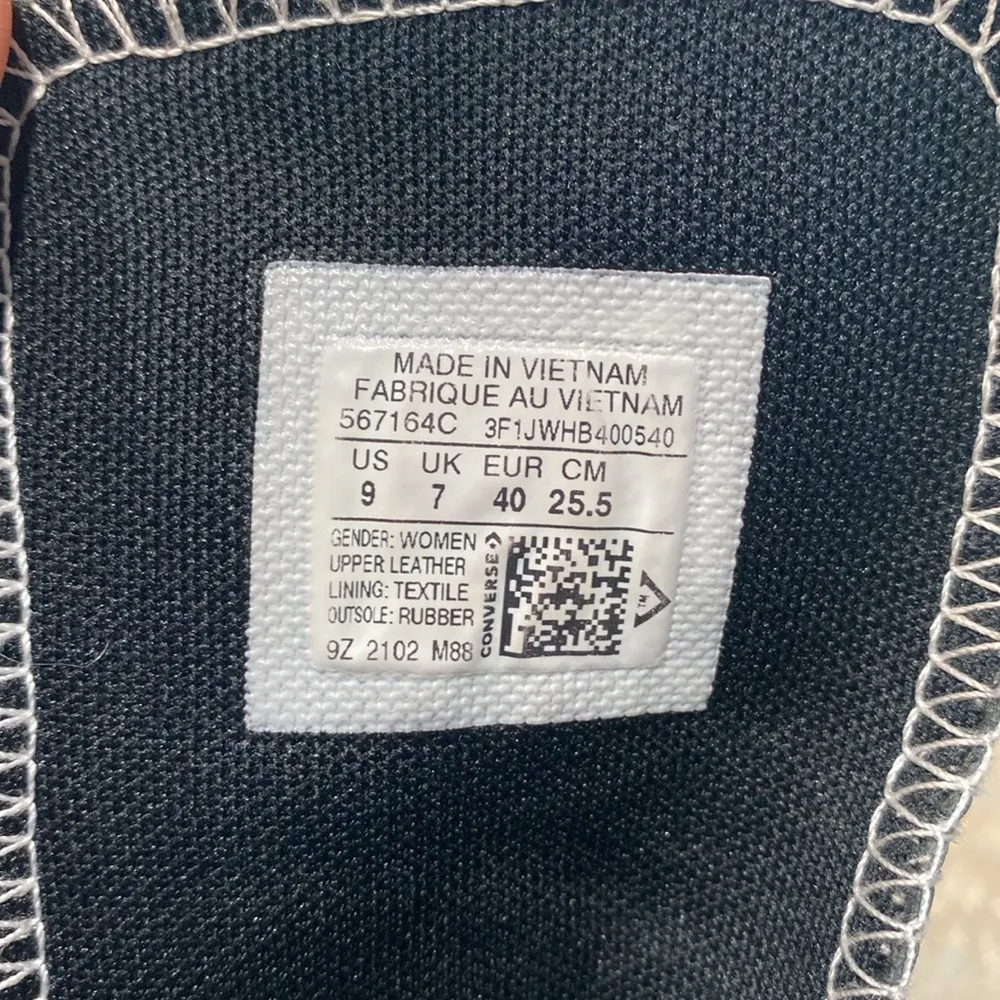 MADE IN VIETNAM
FABRIQUE AU VIETNAM
567164C 3F1JWHB400540
US UK EUR CM
9 7 40 25.5
GENDER: WOMEN
UPPER LEATHER
LINING: TEXTILE
OUTSOLE: RUBBER
9Z 2102 M88
CONVERSE
TM